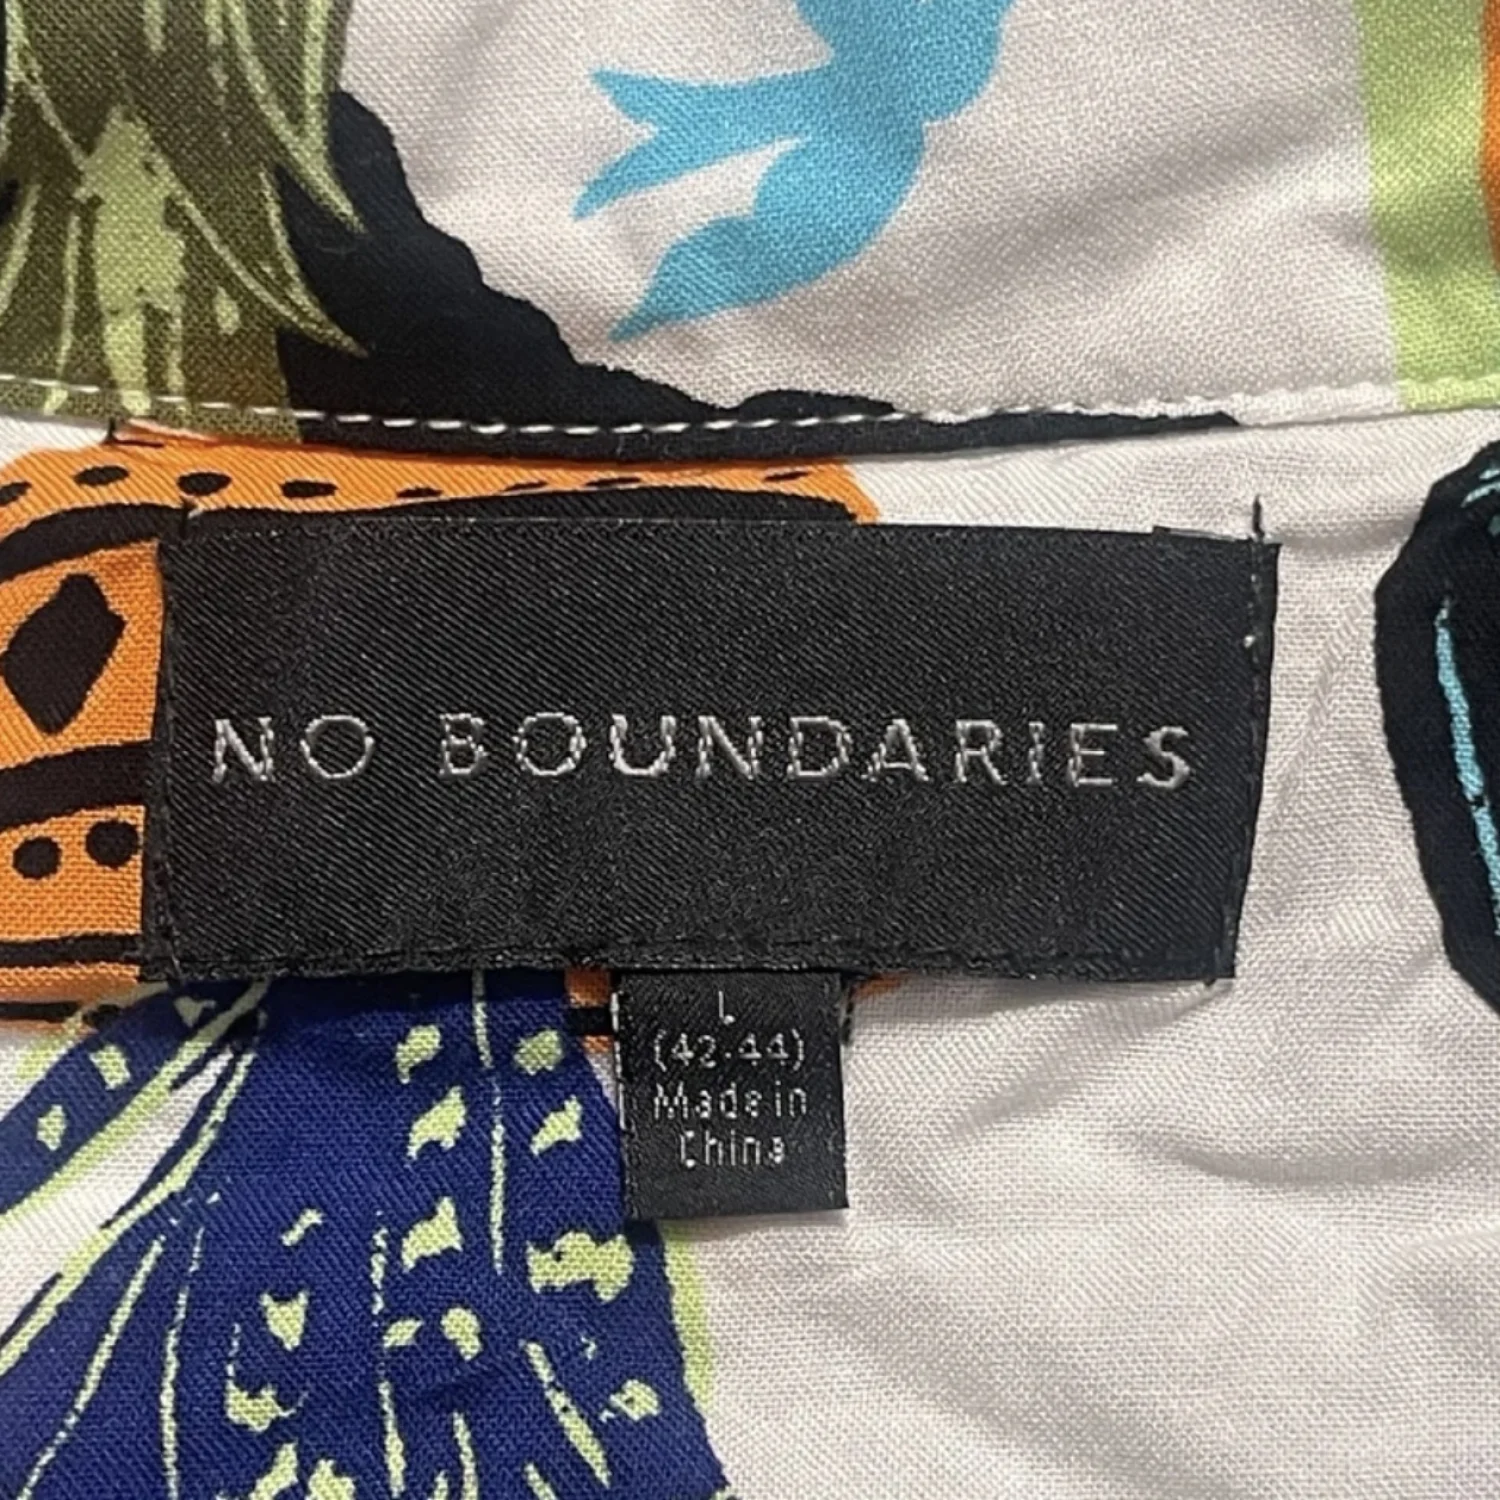 NO BOUNDARIES
L
(42-44)
Made in
China